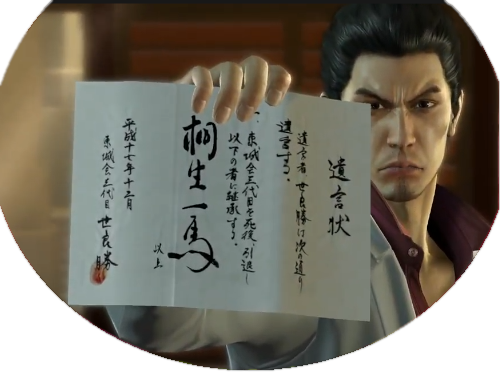 遺言状
遺言者 世良勝は次の通り
遺言する。
一、東城会三代目を死後引退し
以下の者に継承する。
桐生一馬
以上
平成十七年十二月
東城会三代目 世良勝